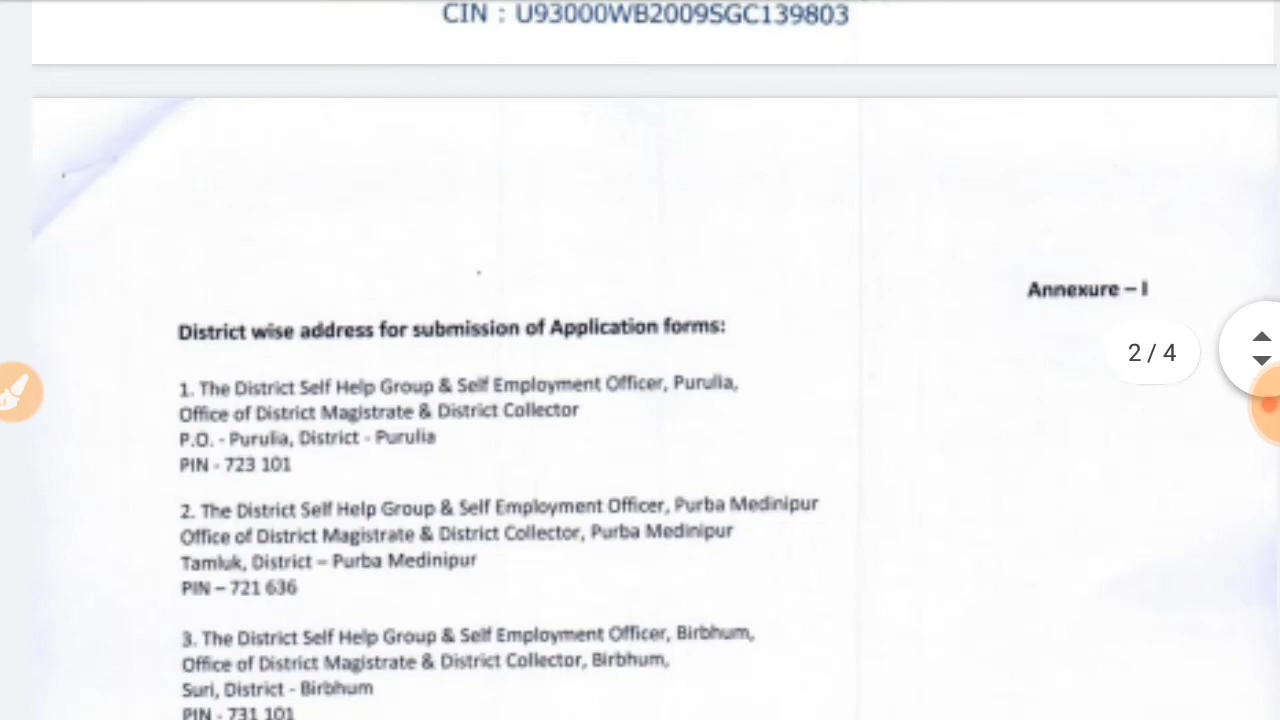 CIN : U93000WB2009SGC139803
Annexure – I
2 / 4
District wise address for submission of Application forms:
1. The District Self Help Group & Self Employment Officer, Purulia,
Office of District Magistrate & District Collector
P.O. - Purulia, District - Purulia
PIN - 723 101
2. The District Self Help Group & Self Employment Officer, Purba Medinipur
Office of District Magistrate & District Collector, Purba Medinipur
Tamluk, District – Purba Medinipur
PIN – 721 636
3. The District Self Help Group & Self Employment Officer, Birbhum,
Office of District Magistrate & District Collector, Birbhum,
Suri, District - Birbhum
PIN - 731 101